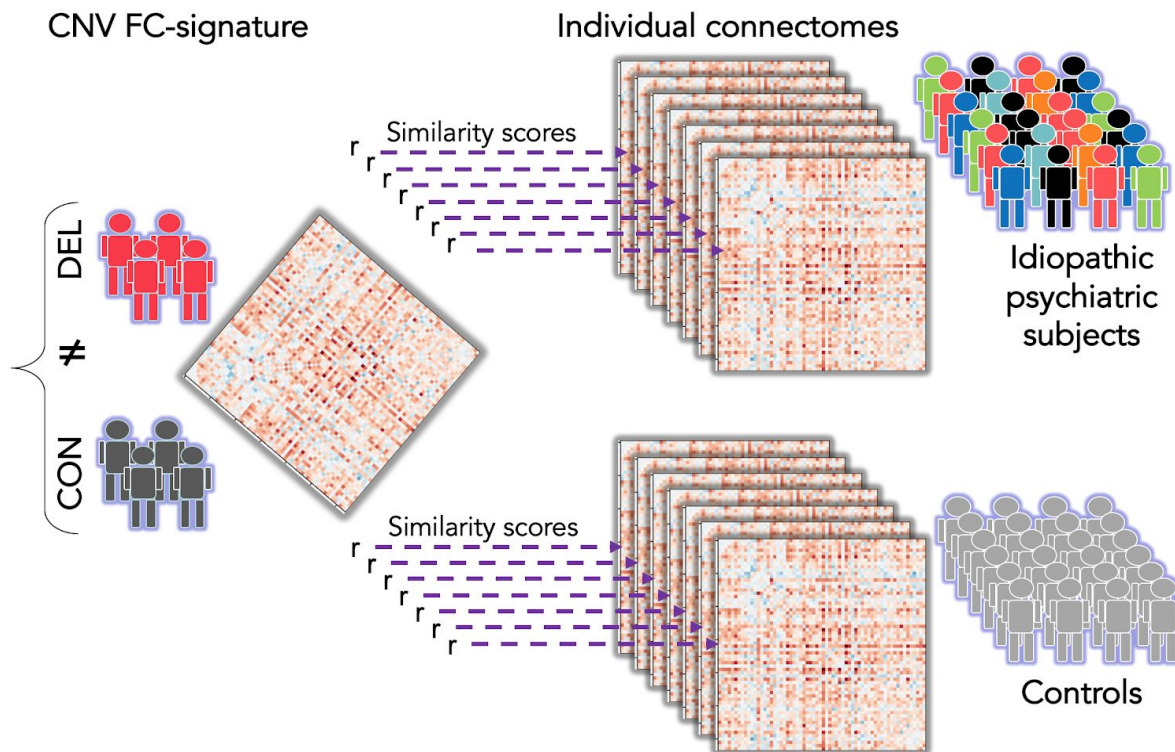 CNV FC-signature
Individual connectomes
Similarity scores
r
r
r
r
r
r
r
DEL
≠
CON
Idiopathic
psychiatric
subjects
Similarity scores
r
r
r
r
r
r
r
Controls